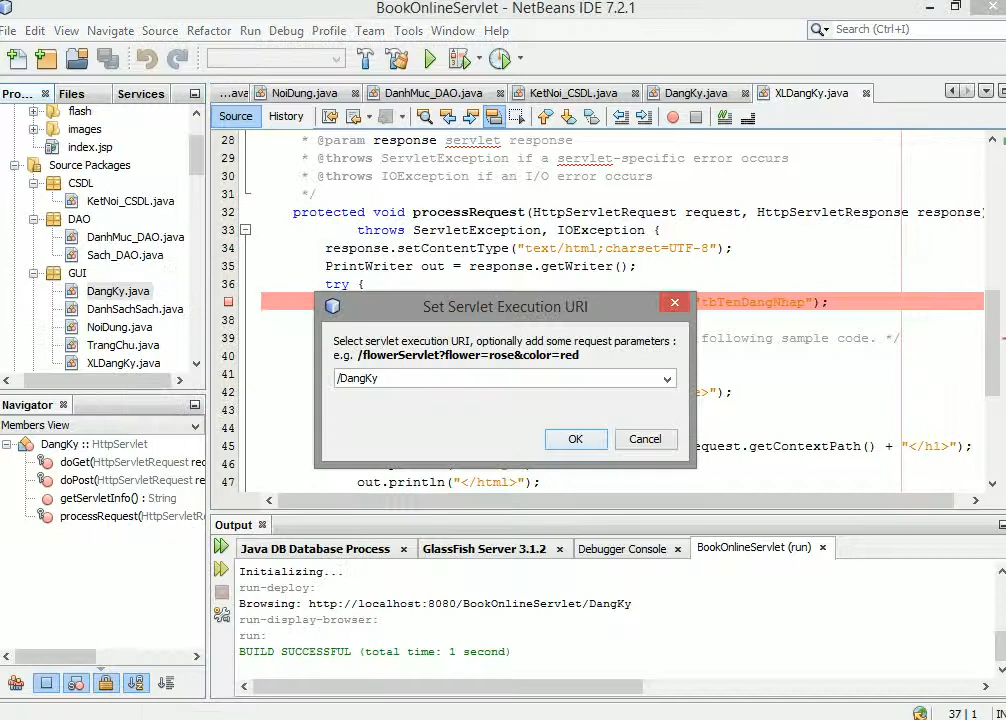 BookOnlineServlet - NetBeans IDE 7.2.1
File Edit View Navigate Source Refactor Run Debug Profile Team Tools Window Help
Search (Ctrl+I)
Pro... Files Services
flash
images
index.jsp
Source Packages
CSDL
KetNoi_CSDL.java
DAO
DanhMuc_DAO.java
Sach_DAO.java
GUI
DangKy.java
DanhSachSach.java
NoiDung.java
TrangChu.java
XLDangKy.java
Navigator
Members View
DangKy :: HttpServlet
doGet(HttpServletRequest rec
doPost(HttpServletRequest re
getServletInfo() : String
processRequest(HttpServletR
...ava NoiDung.java DanhMuc_DAO.java KetNoi_CSDL.java DangKy.java XLDangKy.java
Source History
28 * @param response servlet response
29 * @throws ServletException if a servlet-specific error occurs
30 * @throws IOException if an I/O error occurs
31 */
32 protected void processRequest(HttpServletRequest request, HttpServletResponse response)
33 throws ServletException, IOException {
34 response.setContentType("text/html;charset=UTF-8");
35 PrintWriter out = response.getWriter();
36 try {
"tbTenDangNhap");
38
39 following sample code. */
40
41
42 e>");
43
44
45 request.getContextPath() + "</h1>");
46
47 out.println("</html>");
Set Servlet Execution URI
Select servlet execution URI, optionally add some request parameters :
e.g. /flowerServlet?flower=rose&color=red
/DangKy
OK Cancel
Output
Java DB Database Process GlassFish Server 3.1.2 Debugger Console BookOnlineServlet (run)
Initializing...
run-deploy:
Browsing: http://localhost:8080/BookOnlineServlet/DangKy
run-display-browser:
run:
BUILD SUCCESSFUL (total time: 1 second)
37 | 1 IN